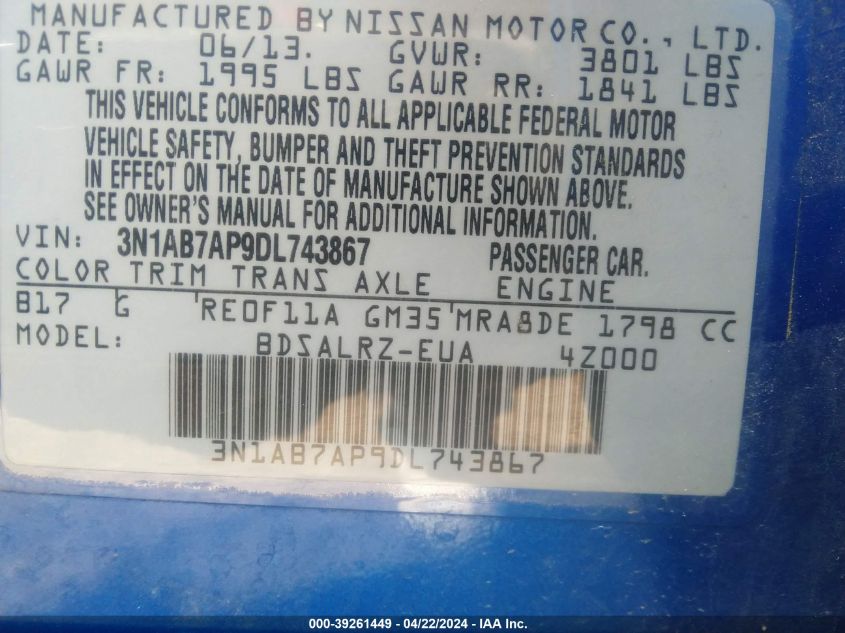 MANUFACTURED BY NISSAN MOTOR CO., LTD.
DATE: 06/13. GVWR: 3801 LBS
GAWR FR: 1995 LBS GAWR RR: 1841 LBS
THIS VEHICLE CONFORMS TO ALL APPLICABLE FEDERAL MOTOR
VEHICLE SAFETY, BUMPER AND THEFT PREVENTION STANDARDS
IN EFFECT ON THE DATE OF MANUFACTURE SHOWN ABOVE.
SEE OWNER'S MANUAL FOR ADDITIONAL INFORMATION.
VIN: 3N1AB7AP9DL743867 PASSENGER CAR.
COLOR TRIM TRANS AXLE ENGINE
B17 G RE0F11A GM35 MRA8DE 1798 CC
MODEL: BDSALRZ-EUA 4Z000
3N1AB7AP9DL743867
000-39261449 - 04/22/2024 - IAA Inc.